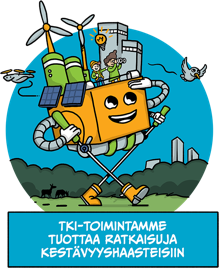 TKI-TOIMINTAMME
TUOTTAA RATKAISUJA
KESTÄVYYSHAASTEISIIN